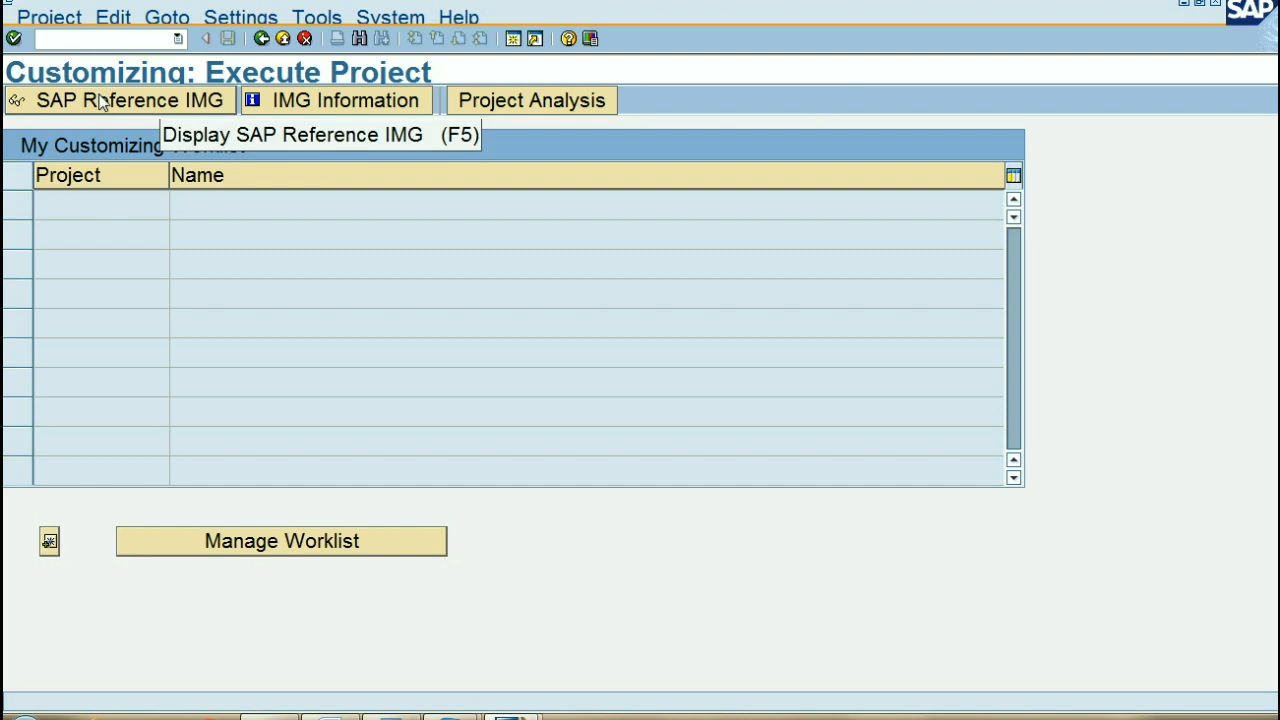 Project Edit Goto Settings Tools System Help
SAP
Customizing: Execute Project
SAP Reference IMG IMG Information Project Analysis
Display SAP Reference IMG (F5)
My Customizing Worklist
Project Name
Manage Worklist